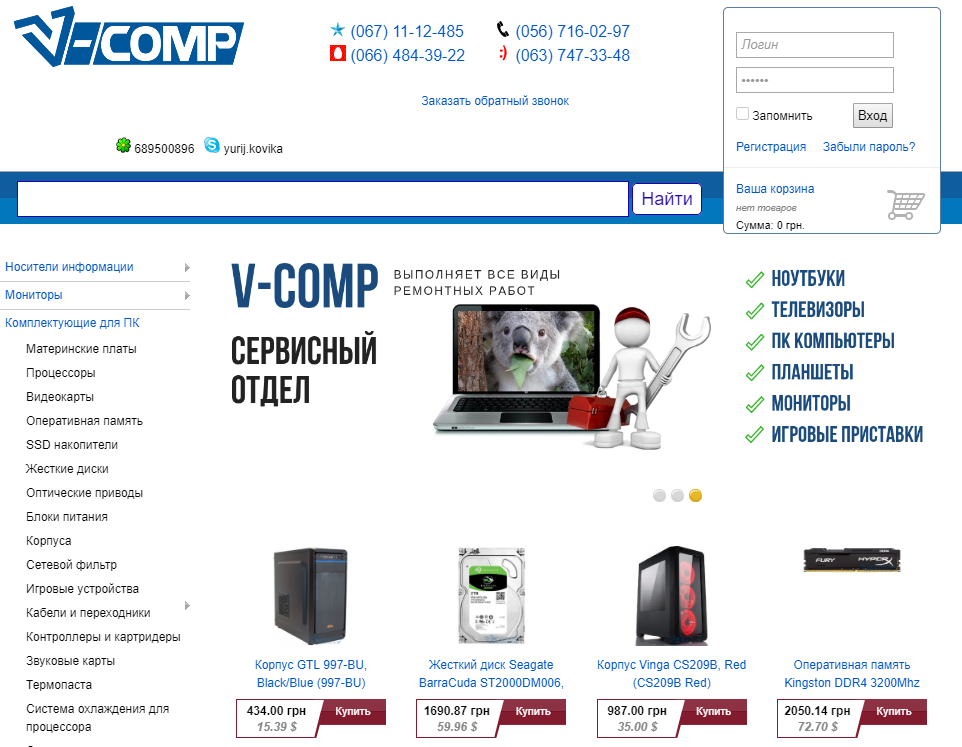 V-COMP
(067) 11-12-485
(056) 716-02-97
(066) 484-39-22
(063) 747-33-48
Заказать обратный звонок
689500896
yurij.kovika
Логин
••••••
Запомнить
Вход
Регистрация
Забыли пароль?
Найти
Ваша корзина
нет товаров
Сумма: 0 грн.
Носители информации
Мониторы
Комплектующие для ПК
Материнские платы
Процессоры
Видеокарты
Оперативная память
SSD накопители
Жесткие диски
Оптические приводы
Блоки питания
Корпуса
Сетевой фильтр
Игровые устройства
Кабели и переходники
Контроллеры и картридеры
Звуковые карты
Термопаста
Система охлаждения для
процессора
V-COMP
ВЫПОЛНЯЕТ ВСЕ ВИДЫ
РЕМОНТНЫХ РАБОТ
СЕРВИСНЫЙ
ОТДЕЛ
НОУТБУКИ
ТЕЛЕВИЗОРЫ
ПК КОМПЬЮТЕРЫ
ПЛАНШЕТЫ
МОНИТОРЫ
ИГРОВЫЕ ПРИСТАВКИ
FURY
HYPERX
Корпус GTL 997-BU,
Black/Blue (997-BU)
434.00 грн
15.39 $
Купить
Жесткий диск Seagate
BarraCuda ST2000DM006,
1690.87 грн
59.96 $
Купить
Корпус Vinga CS209B, Red
(CS209B Red)
987.00 грн
35.00 $
Купить
Оперативная память
Kingston DDR4 3200Mhz
2050.14 грн
72.70 $
Купить